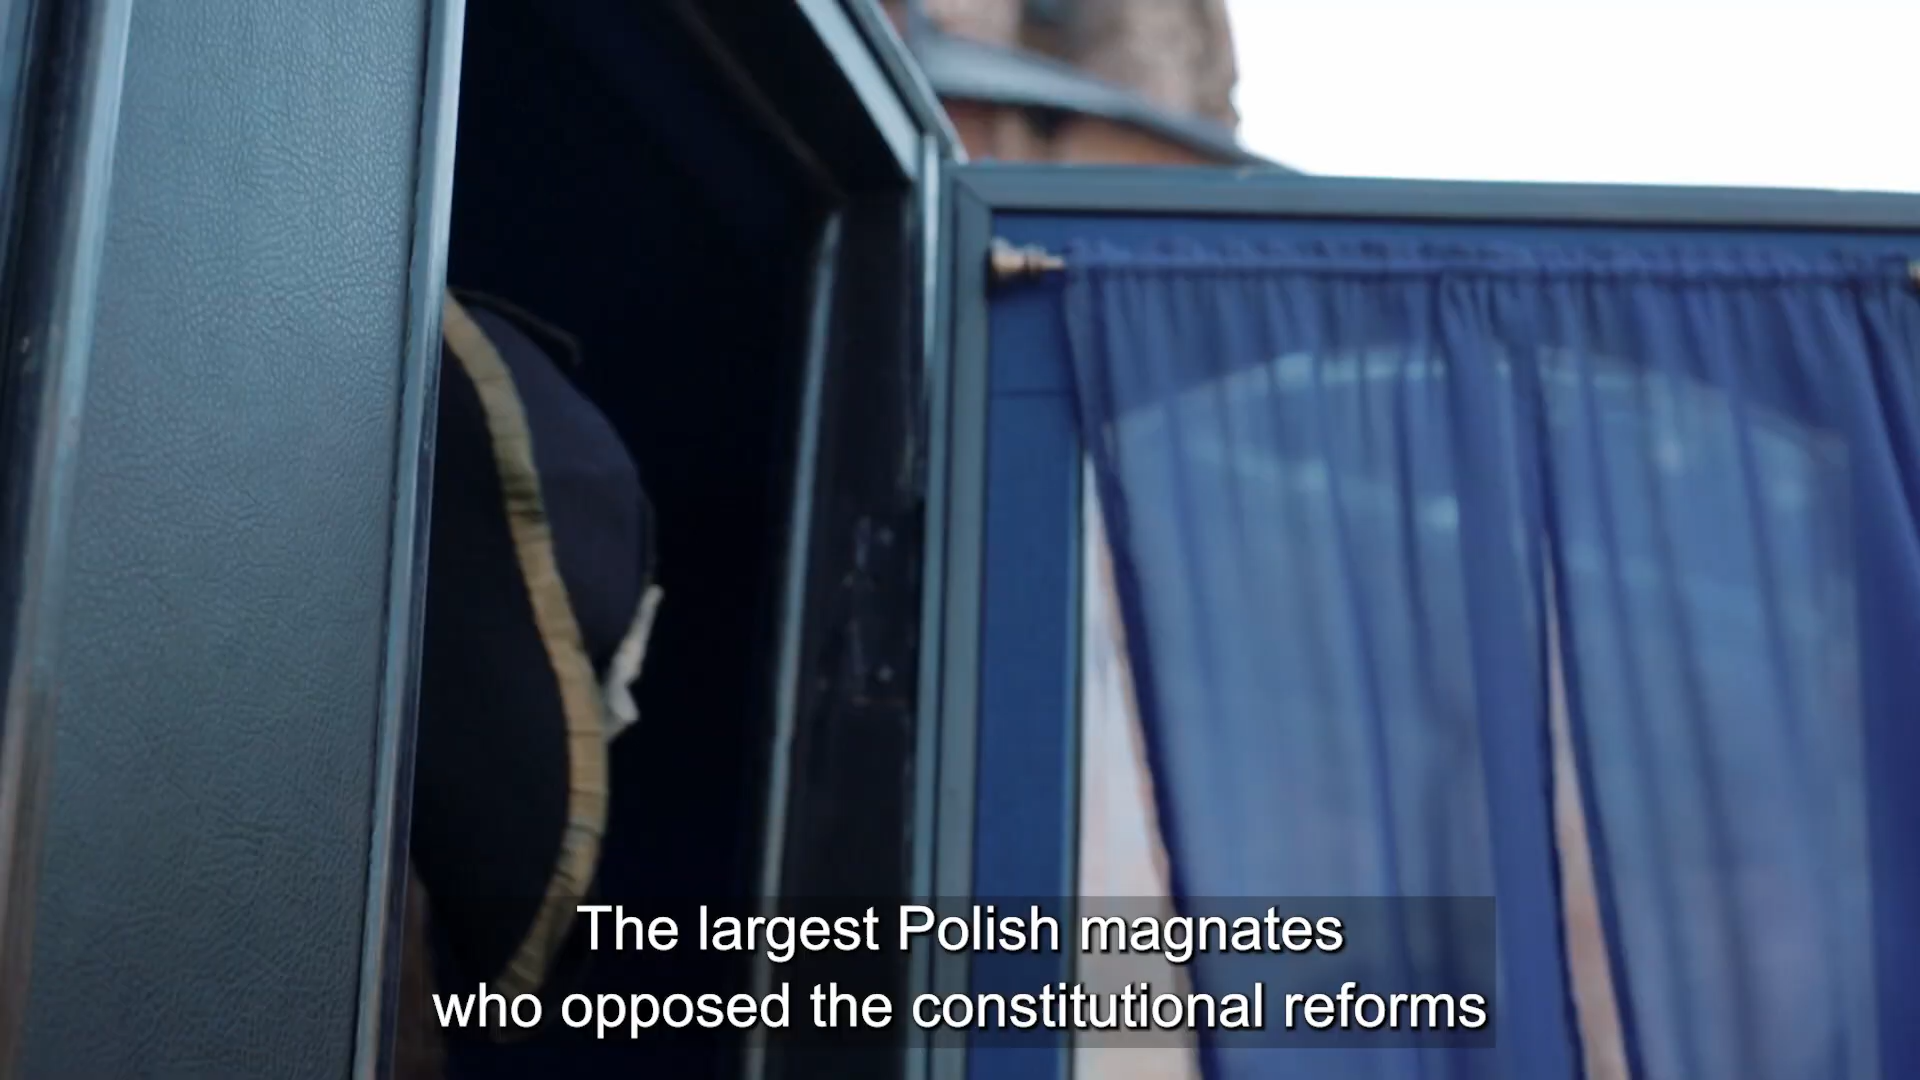 The largest Polish magnates
who opposed the constitutional reforms